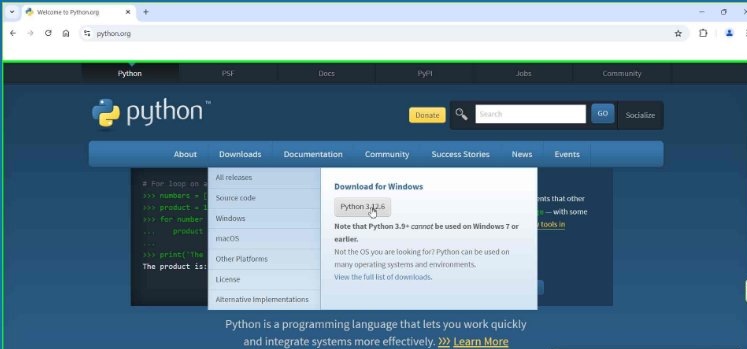 Welcome to Python.org
python.org
Python PSF Docs PyPI Jobs Community
python™
Donate Search GO Socialize
About Downloads Documentation Community Success Stories News Events
# For loop on a
>>> numbers = [
>>> product = 1
>>> for number
... product
...
>>> print('The
The product is:
All releases
Source code
Windows
macOS
Other Platforms
License
Alternative Implementations
Download for Windows
Python 3.12.6
Note that Python 3.9+ cannot be used on Windows 7 or
earlier.
Not the OS you are looking for? Python can be used on
many operating systems and environments.
View the full list of downloads.
ents that other
— with some
tools in
Python is a programming language that lets you work quickly
and integrate systems more effectively. >>> Learn More